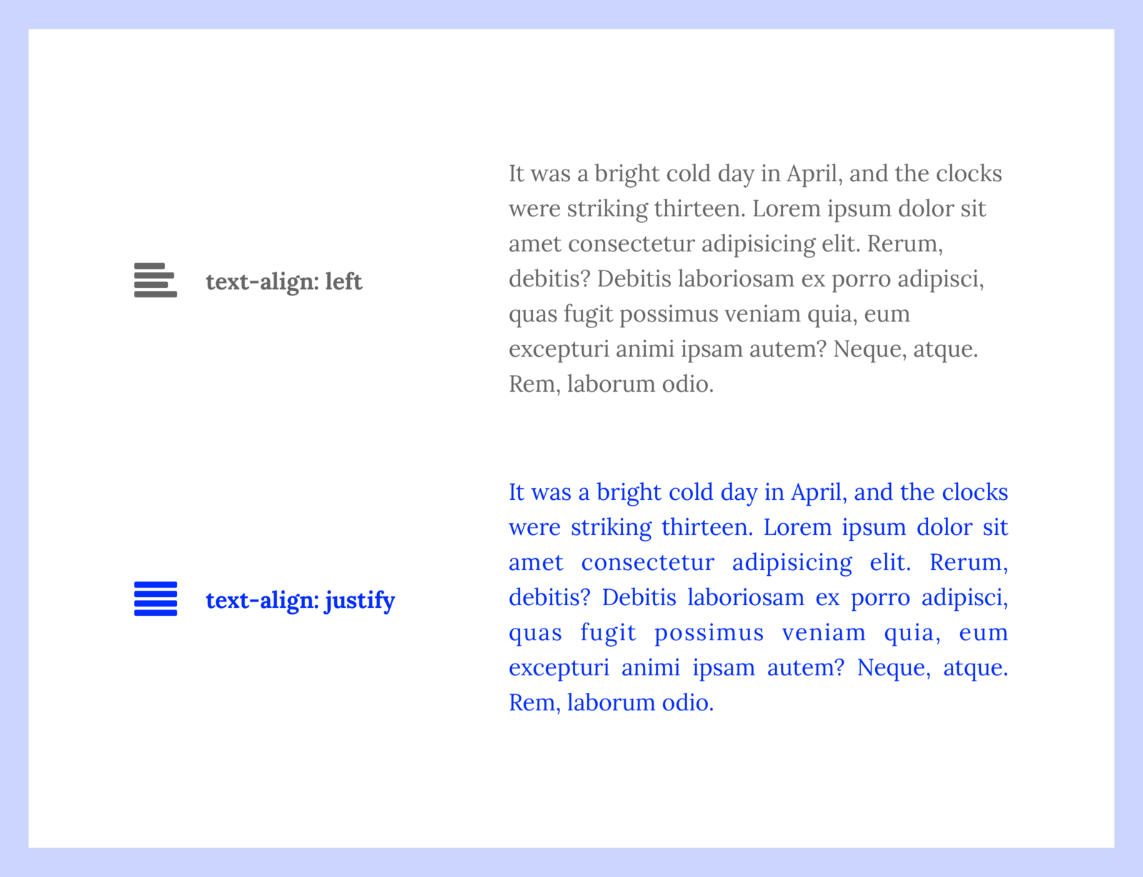 It was a bright cold day in April, and the clocks
were striking thirteen. Lorem ipsum dolor sit
amet consectetur adipisicing elit. Rerum,
text-align: left
debitis? Debitis laboriosam ex porro adipisci,
quas fugit possimus veniam quia, eum
excepturi animi ipsam autem? Neque, atque.
Rem, laborum odio.
It was a bright cold day in April, and the clocks
were striking thirteen. Lorem ipsum dolor sit
amet consectetur adipisicing elit. Rerum,
text-align: justify
debitis? Debitis laboriosam ex porro adipisci,
quas fugit possimus veniam quia, eum
excepturi animi ipsam autem? Neque, atque.
Rem, laborum odio.